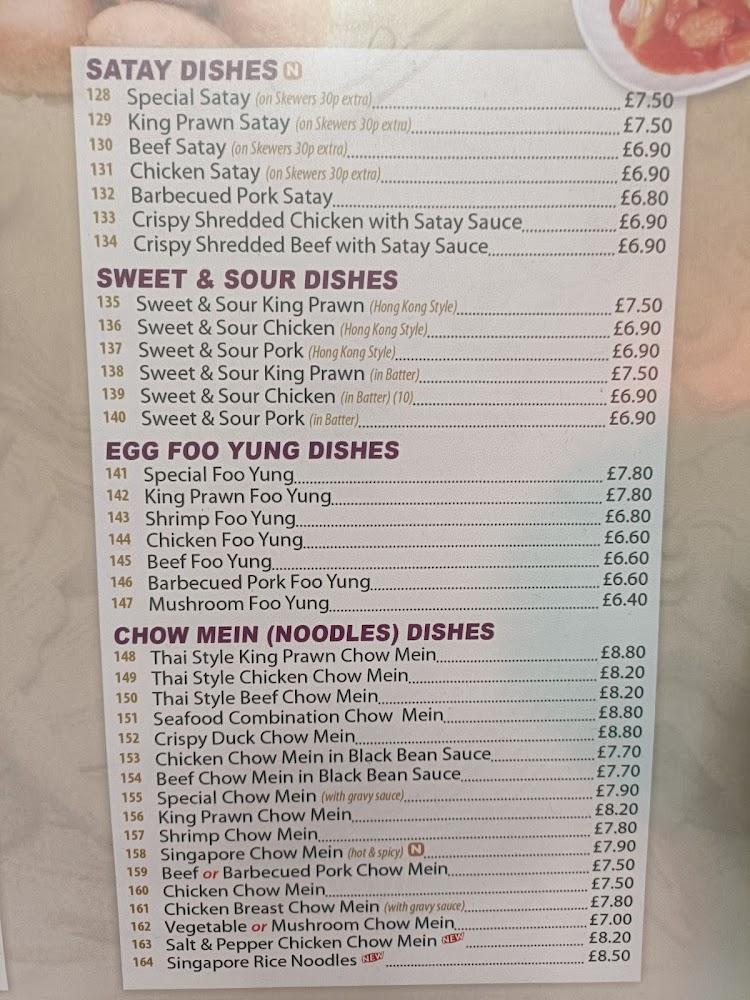 SATAY DISHES N
128 Special Satay (on Skewers 30p extra) £7.50
129 King Prawn Satay (on Skewers 30p extra) £7.50
130 Beef Satay (on Skewers 30p extra) £6.90
131 Chicken Satay (on Skewers 30p extra) £6.90
132 Barbecued Pork Satay £6.80
133 Crispy Shredded Chicken with Satay Sauce £6.90
134 Crispy Shredded Beef with Satay Sauce £6.90
SWEET & SOUR DISHES
135 Sweet & Sour King Prawn (Hong Kong Style) £7.50
136 Sweet & Sour Chicken (Hong Kong Style) £6.90
137 Sweet & Sour Pork (Hong Kong Style) £6.90
138 Sweet & Sour King Prawn (in Batter) £7.50
139 Sweet & Sour Chicken (in Batter) (10) £6.90
140 Sweet & Sour Pork (in Batter) £6.90
EGG FOO YUNG DISHES
141 Special Foo Yung £7.80
142 King Prawn Foo Yung £7.80
143 Shrimp Foo Yung £6.80
144 Chicken Foo Yung £6.60
145 Beef Foo Yung £6.60
146 Barbecued Pork Foo Yung £6.60
147 Mushroom Foo Yung £6.40
CHOW MEIN (NOODLES) DISHES
148 Thai Style King Prawn Chow Mein £8.80
149 Thai Style Chicken Chow Mein £8.20
150 Thai Style Beef Chow Mein £8.20
151 Seafood Combination Chow Mein £8.80
152 Crispy Duck Chow Mein £8.80
153 Chicken Chow Mein in Black Bean Sauce £7.70
154 Beef Chow Mein in Black Bean Sauce £7.70
155 Special Chow Mein (with gravy sauce) £7.90
156 King Prawn Chow Mein £8.20
157 Shrimp Chow Mein £7.80
158 Singapore Chow Mein (hot & spicy) N £7.90
159 Beef or Barbecued Pork Chow Mein £7.50
160 Chicken Chow Mein £7.50
161 Chicken Breast Chow Mein (with gravy sauce) £7.80
162 Vegetable or Mushroom Chow Mein £7.00
163 Salt & Pepper Chicken Chow Mein NEW £8.20
164 Singapore Rice Noodles NEW £8.50